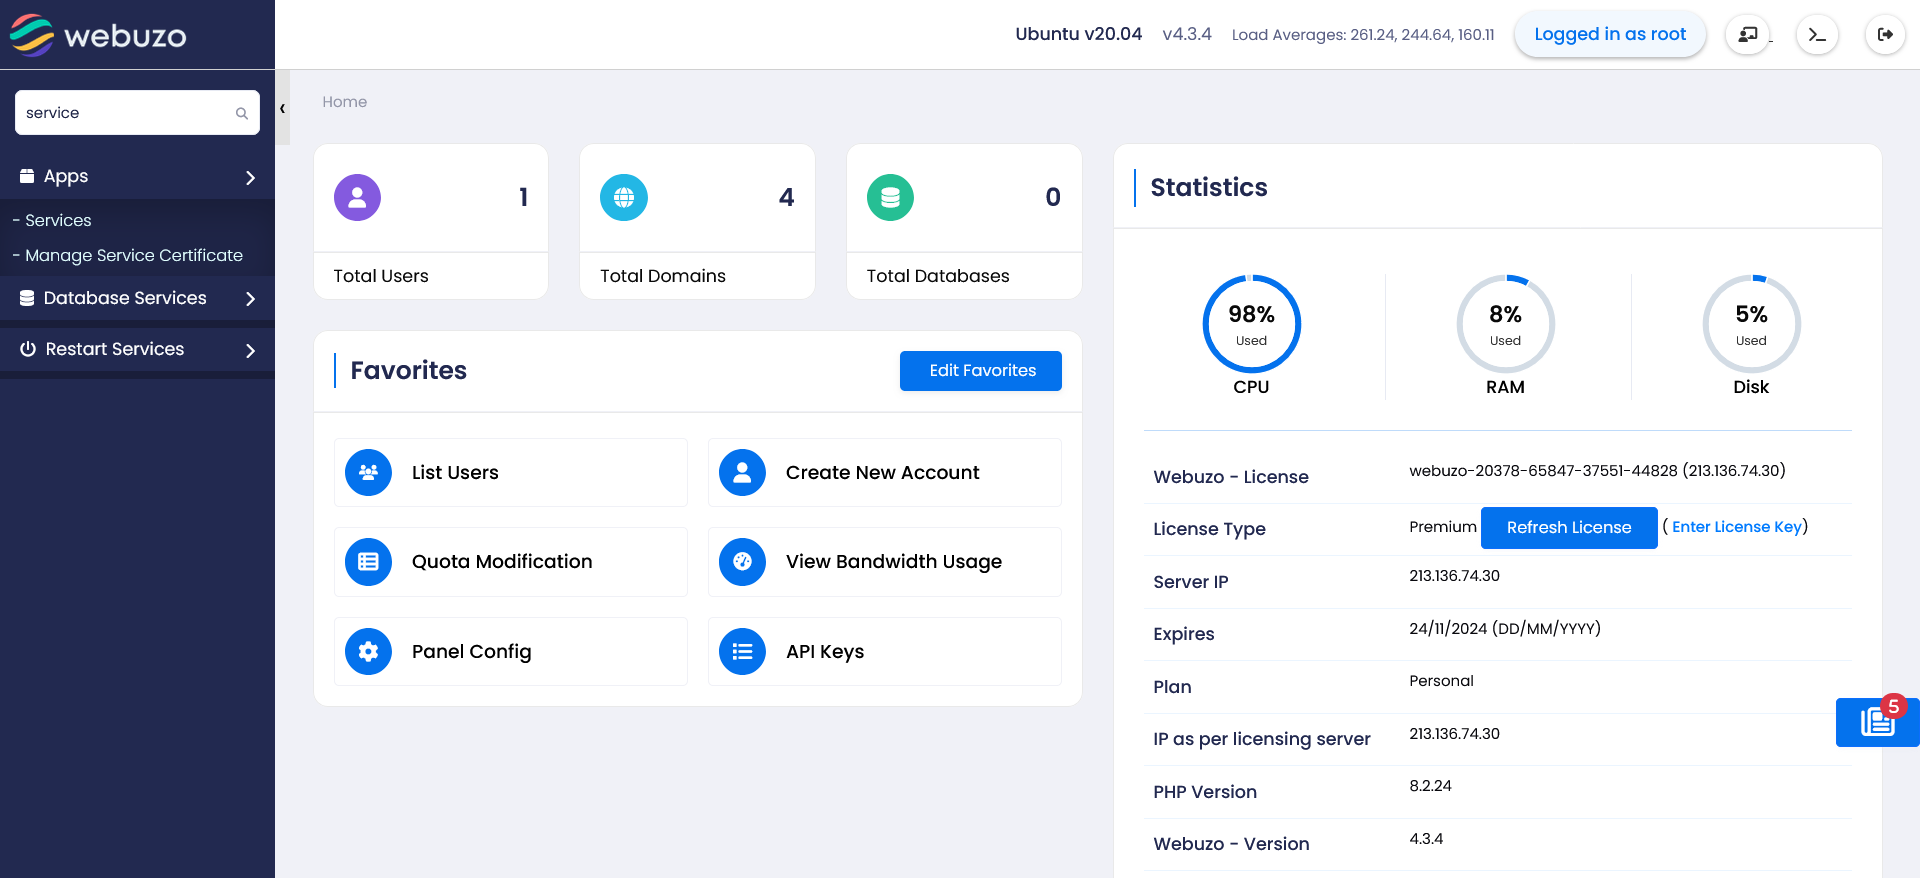 webuzo
Ubuntu v20.04 v4.3.4 Load Averages: 261.24, 244.64, 160.11 Logged in as root
service
Home
Apps
- Services
- Manage Service Certificate
Database Services
Restart Services
1
Total Users
4
Total Domains
0
Total Databases
Favorites
Edit Favorites
List Users
Create New Account
Quota Modification
View Bandwidth Usage
Panel Config
API Keys
Statistics
98%
Used
CPU
8%
Used
RAM
5%
Used
Disk
Webuzo - License webuzo-20378-65847-37551-44828 (213.136.74.30)
License Type Premium Refresh License ( Enter License Key)
Server IP 213.136.74.30
Expires 24/11/2024 (DD/MM/YYYY)
Plan Personal
IP as per licensing server 213.136.74.30
PHP Version 8.2.24
Webuzo - Version 4.3.4
5